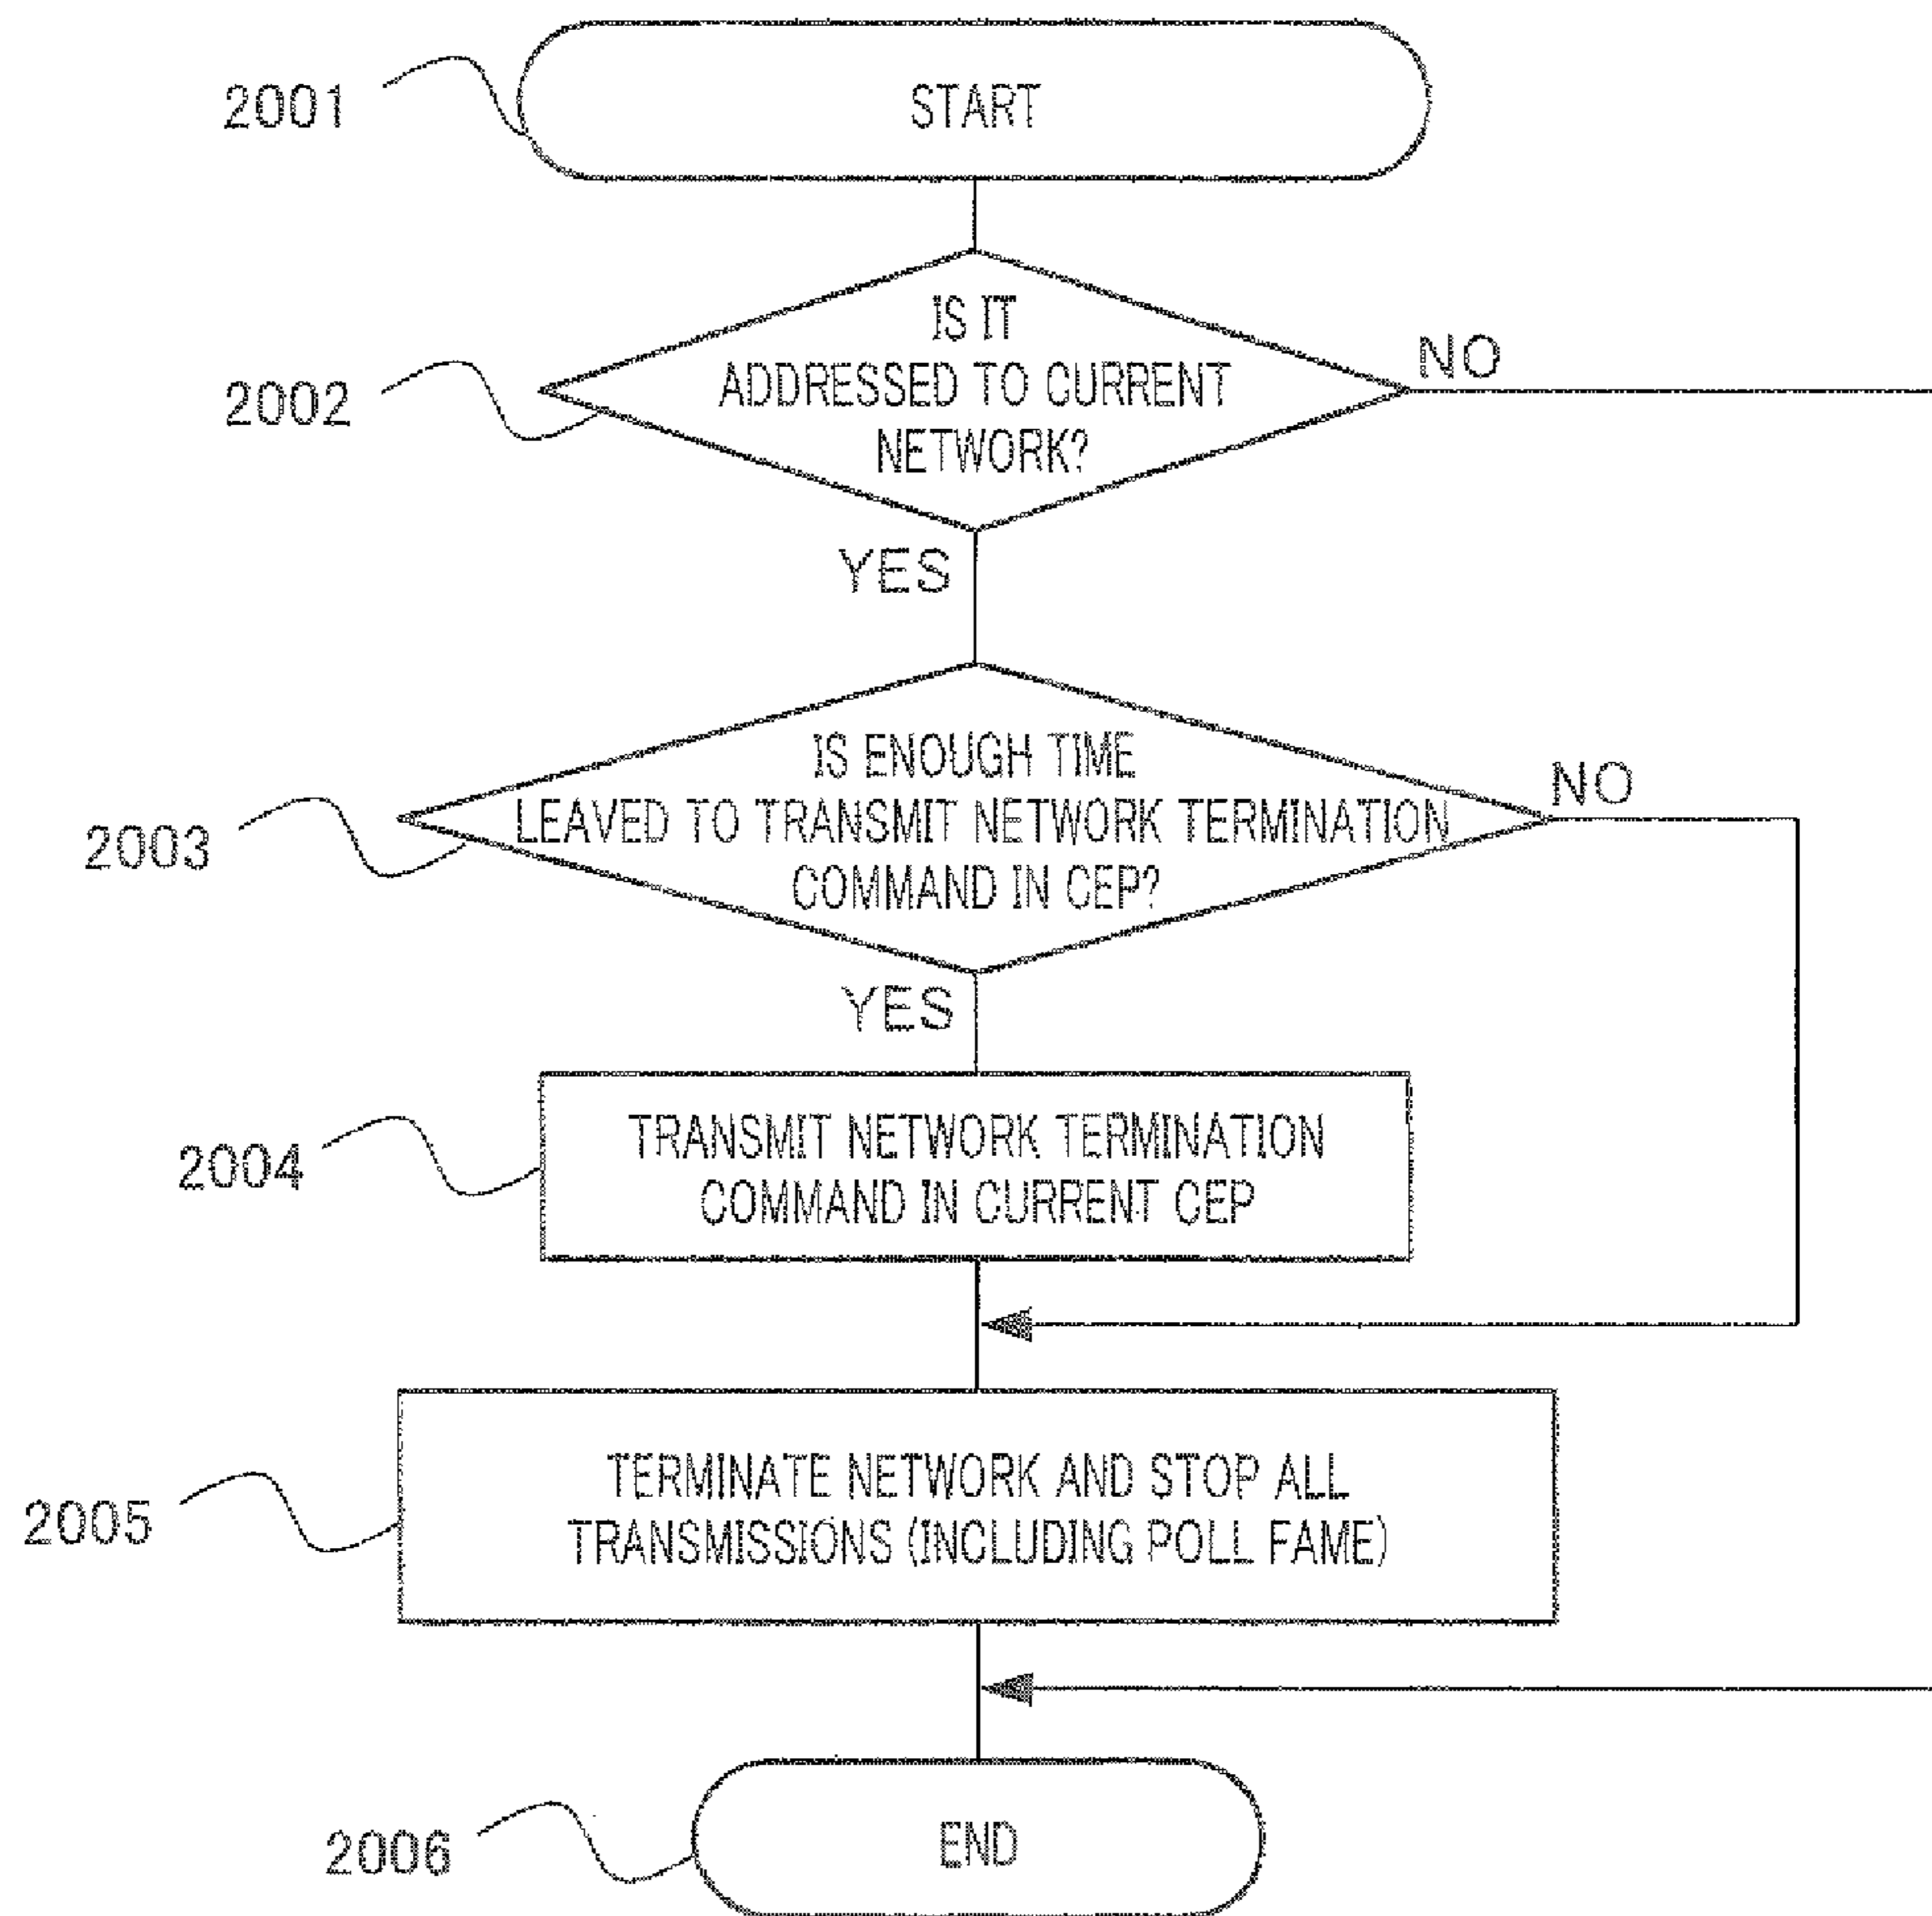 2001
START
2002
IS IT
ADDRESSED TO CURRENT
NETWORK?
NO
YES
2003
IS ENOUGH TIME
LEAVED TO TRANSMIT NETWORK TERMINATION
COMMAND IN CEP?
NO
YES
2004
TRANSMIT NETWORK TERMINATION
COMMAND IN CURRENT CEP
2005
TERMINATE NETWORK AND STOP ALL
TRANSMISSIONS (INCLUDING POLL FAME)
2006
END